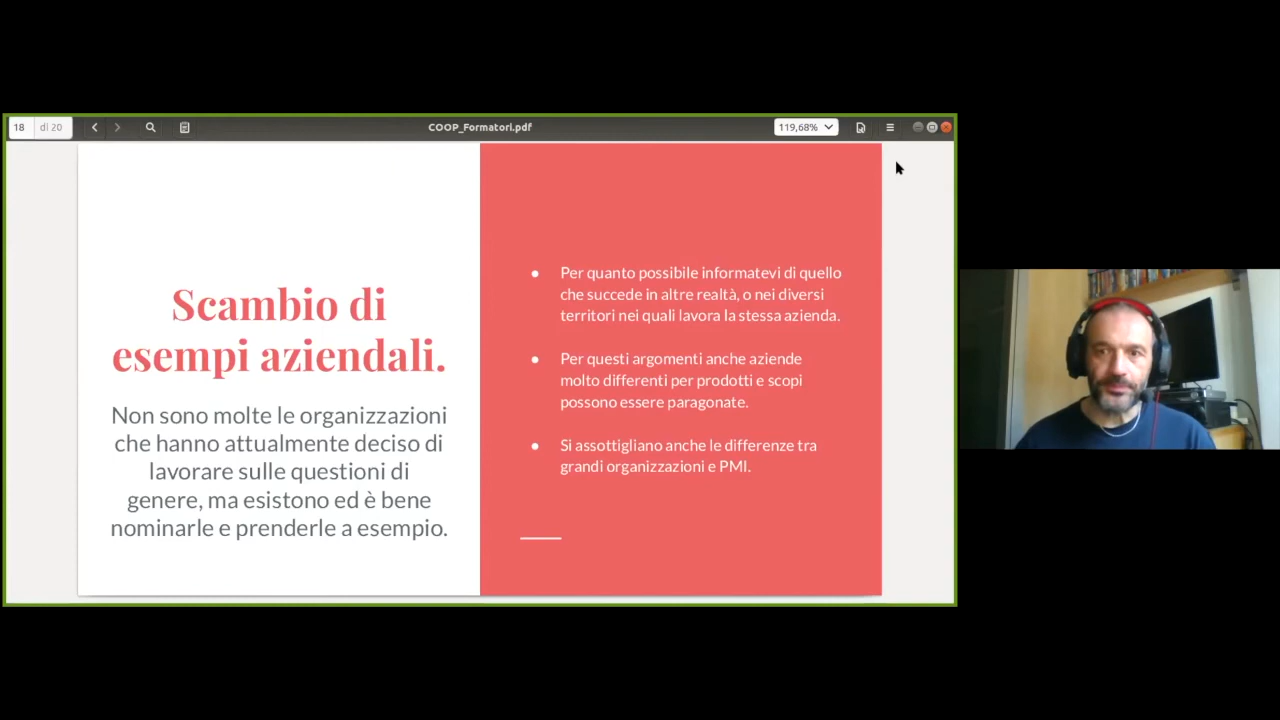 18
di 20
COOP_Formatori.pdf
119,68%
Scambio di
esempi aziendali.
Non sono molte le organizzazioni
che hanno attualmente deciso di
lavorare sulle questioni di
genere, ma esistono ed è bene
nominarle e prenderle a esempio.
● Per quanto possibile informatevi di quello
che succede in altre realtà, o nei diversi
territori nei quali lavora la stessa azienda.
● Per questi argomenti anche aziende
molto differenti per prodotti e scopi
possono essere paragonate.
● Si assottigliano anche le differenze tra
grandi organizzazioni e PMI.